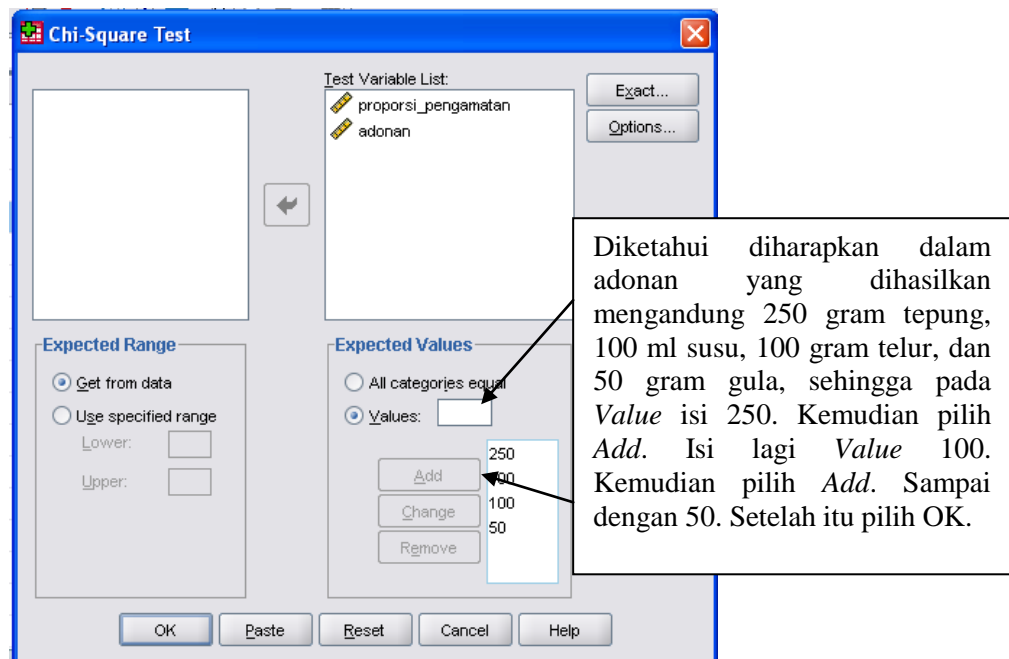 Chi-Square Test
Test Variable List:
proporsi_pengamatan
adonan
Exact...
Options...
Expected Range
Get from data
Use specified range
Lower:
Upper:
Expected Values
All categories equal
Values:
Add
Change
Remove
250
100
50
OK
Paste
Reset
Cancel
Help
Diketahui diharapkan dalam
adonan yang dihasilkan
mengandung 250 gram tepung,
100 ml susu, 100 gram telur, dan
50 gram gula, sehingga pada
Value isi 250. Kemudian pilih
Add. Isi lagi Value 100.
Kemudian pilih Add. Sampai
dengan 50. Setelah itu pilih OK.